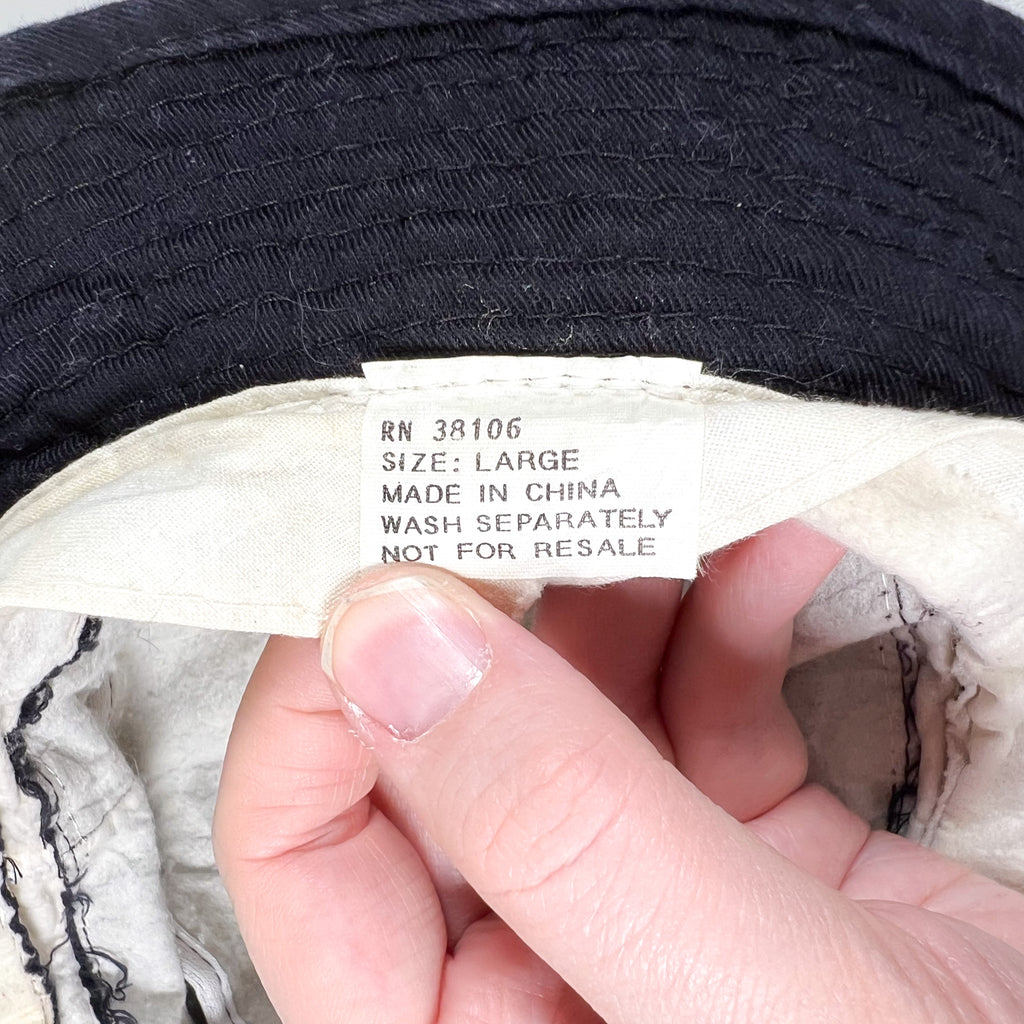 RN 38106
SIZE: LARGE
MADE IN CHINA
WASH SEPARATELY
NOT FOR RESALE